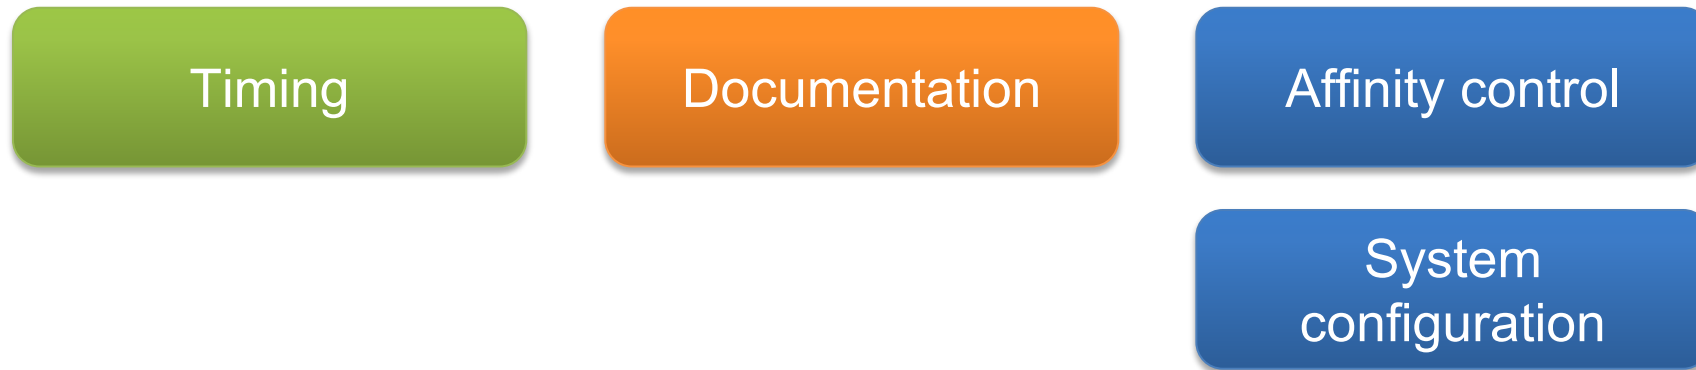 Timing
Documentation
Affinity control
System
configuration